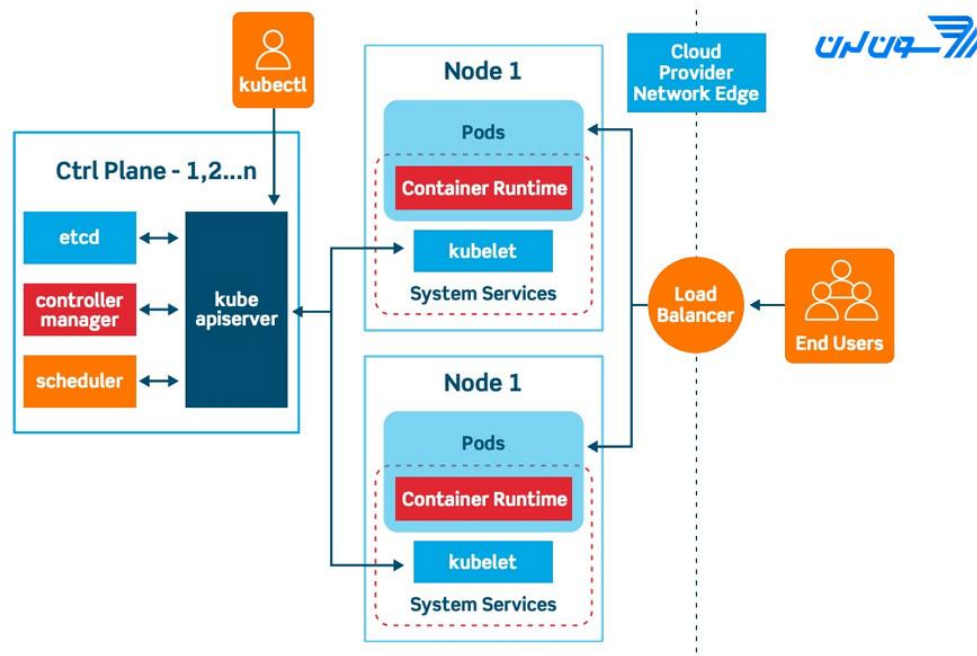 kubectl
Ctrl Plane - 1,2...n
etcd
controller
manager
scheduler
kube
apiserver
Node 1
Pods
Container Runtime
kubelet
System Services
Node 1
Pods
Container Runtime
kubelet
System Services
Cloud
Provider
Network Edge
Load
Balancer
End Users
سون لرن